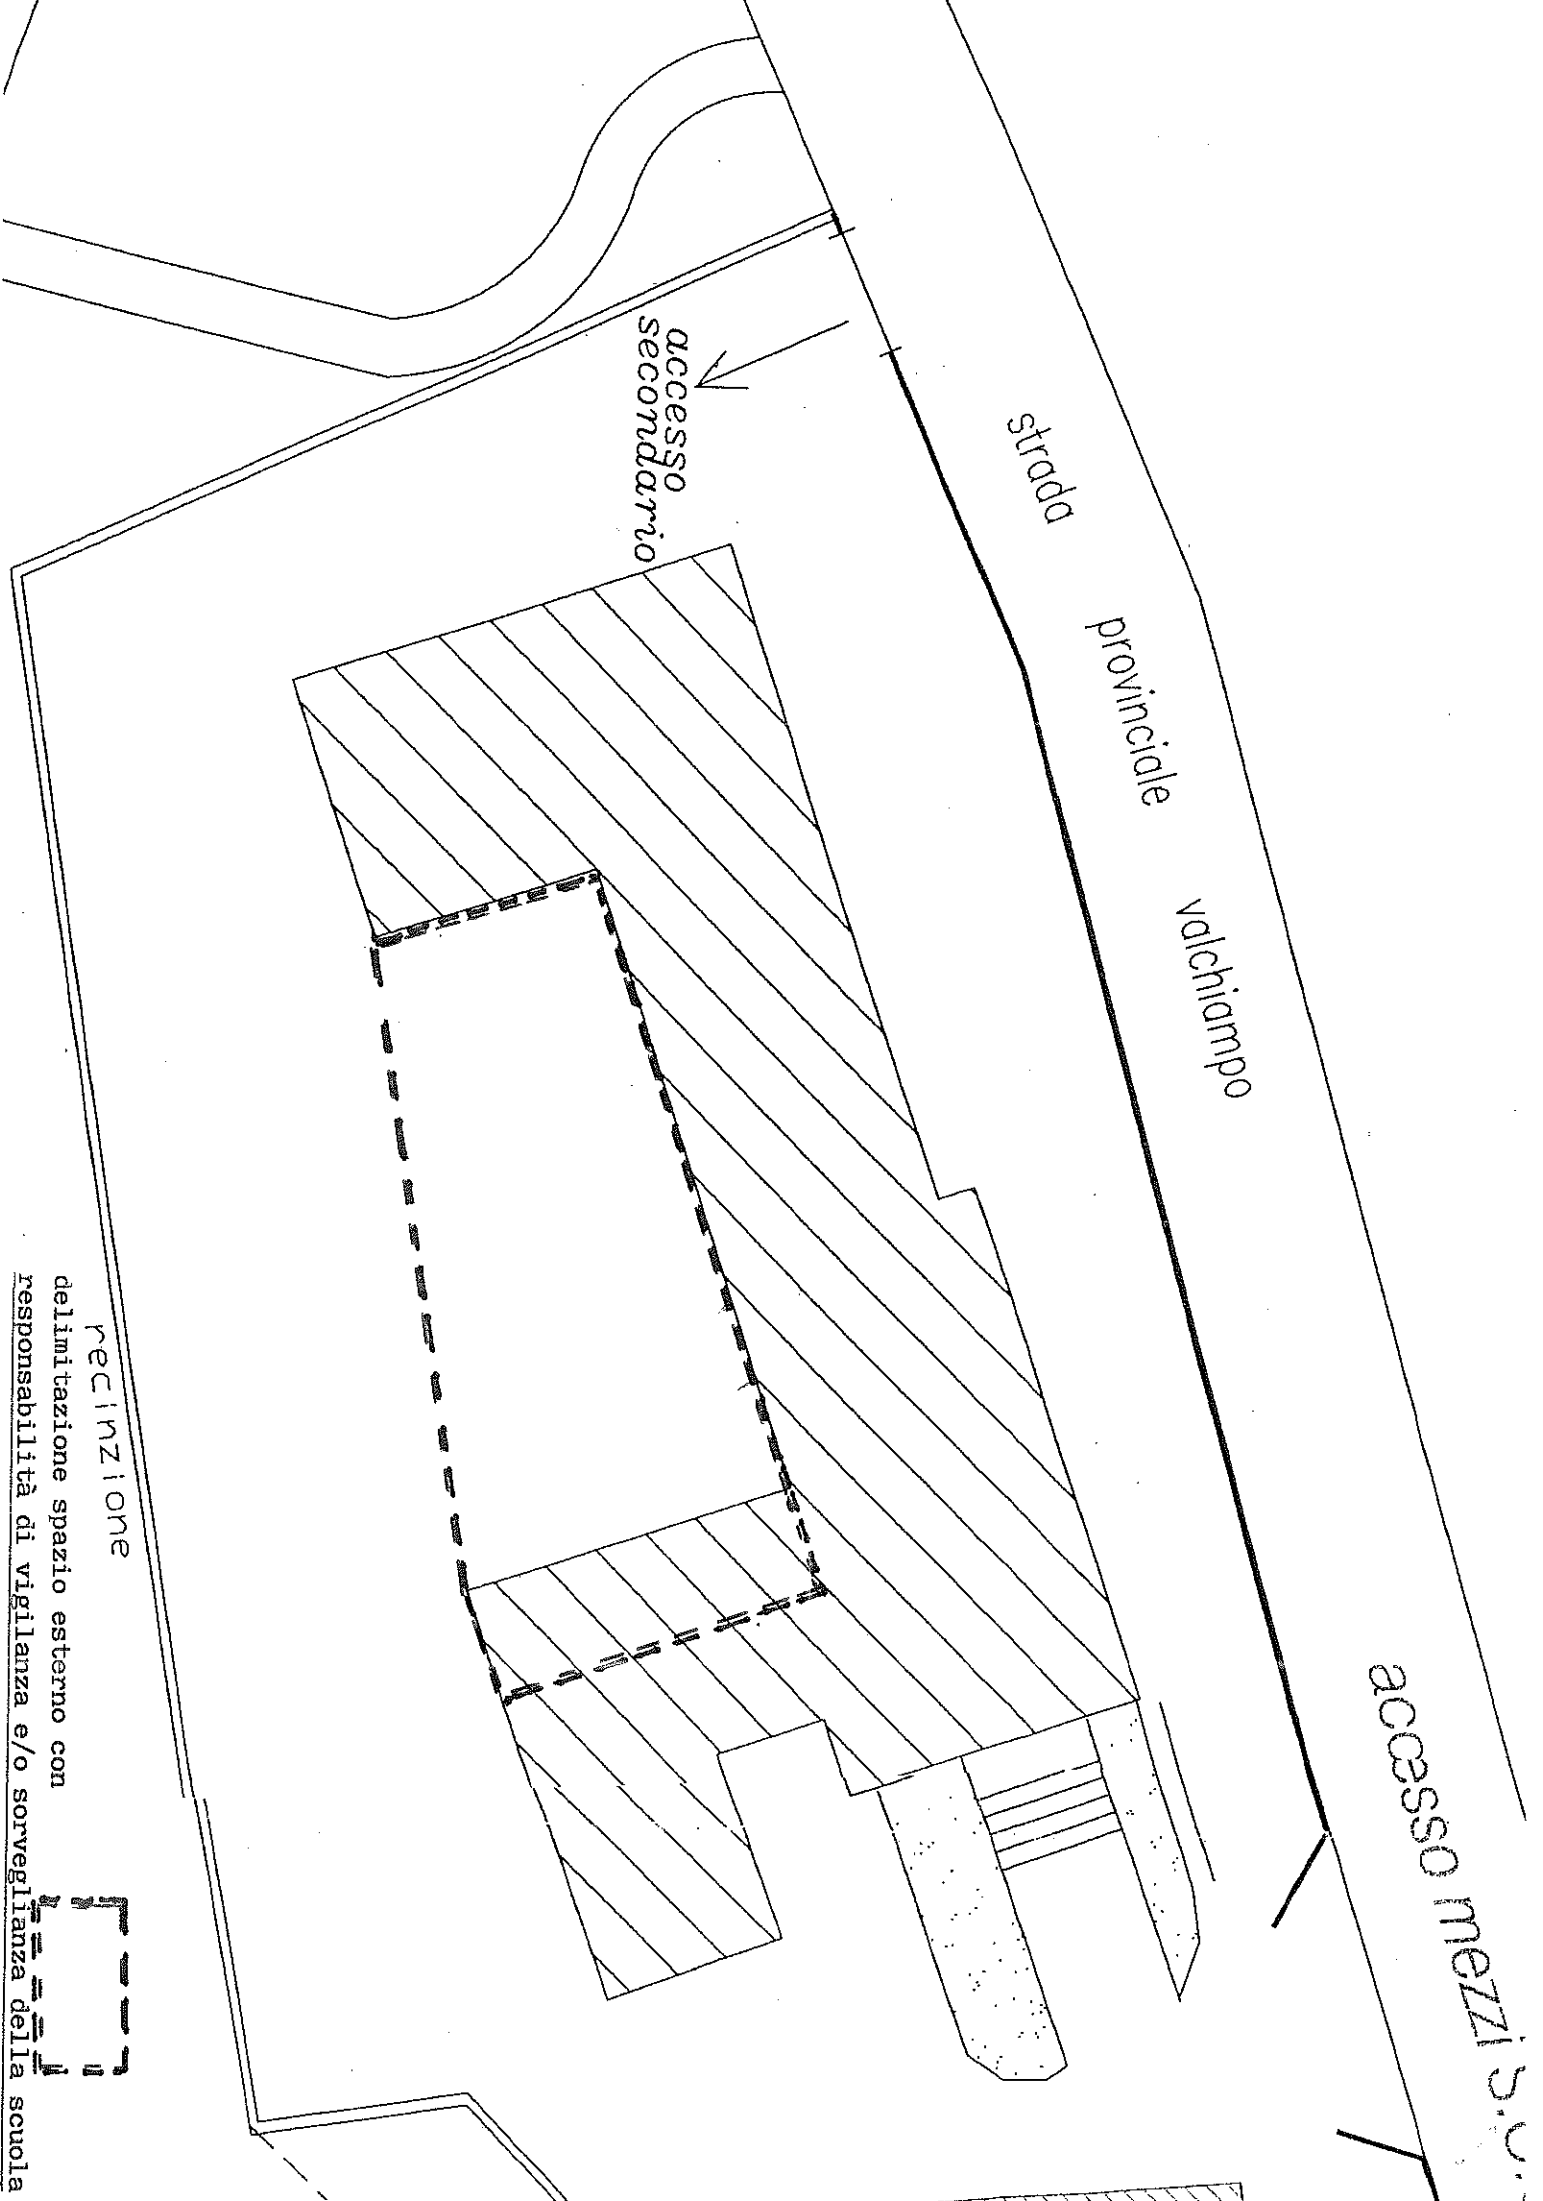 accesso mezzi
strada provinciale valchiampo
accesso
secondario
recinzione
delimitazione spazio esterno con
responsabilità di vigilanza e/o sorveglianza della scuola